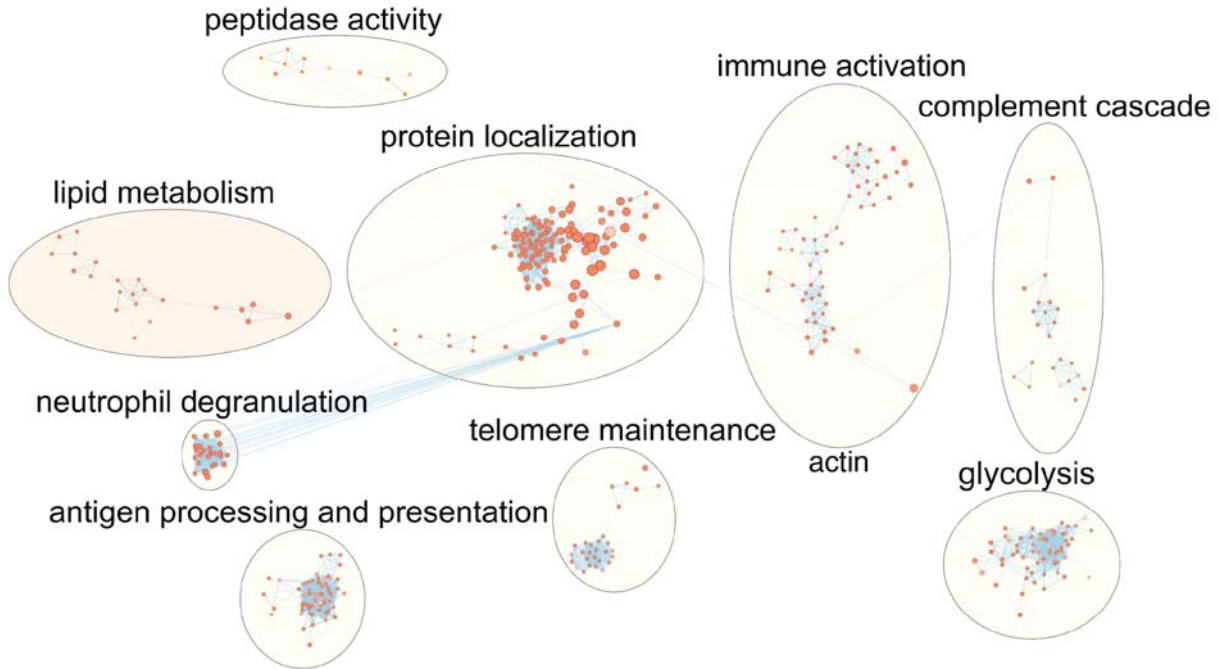 peptidase activity
immune activation
complement cascade
protein localization
lipid metabolism
neutrophil degranulation
telomere maintenance
actin
glycolysis
antigen processing and presentation